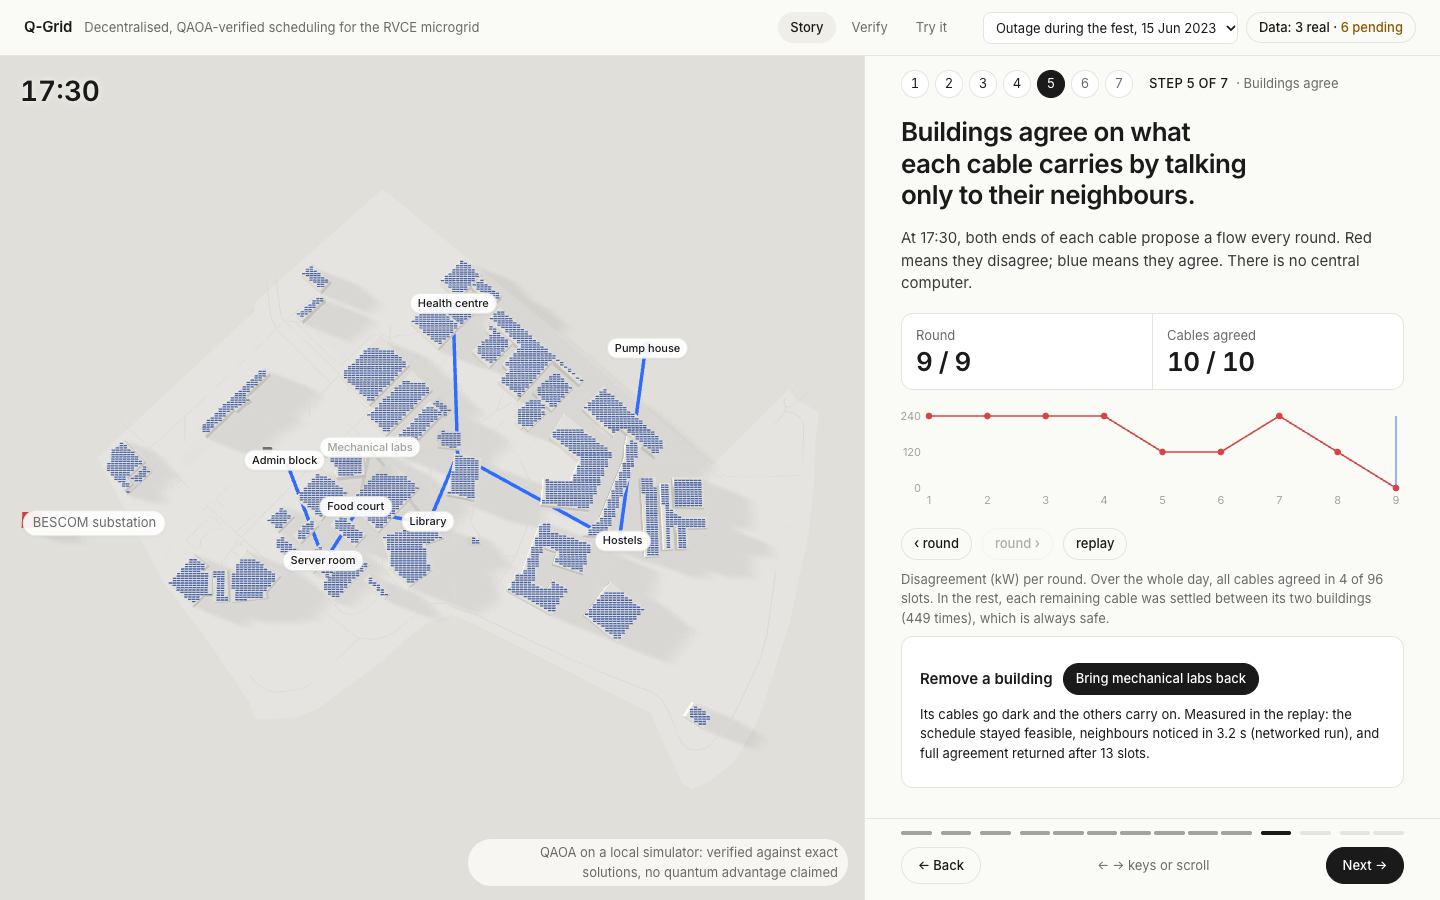 Q-Grid Decentralised, QAOA-verified scheduling for the RVCE microgrid
Story Verify Try it
Outage during the fest, 15 Jun 2023
Data: 3 real · 6 pending
17:30
Health centre
Pump house
Mechanical labs
Admin block
Food court
Library
BESCOM substation
Hostels
Server room
QAOA on a local simulator: verified against exact
solutions, no quantum advantage claimed
1 2 3 4 5 6 7 STEP 5 OF 7 · Buildings agree
Buildings agree on what
each cable carries by talking
only to their neighbours.
At 17:30, both ends of each cable propose a flow every round. Red
means they disagree; blue means they agree. There is no central
computer.
Round
9 / 9
Cables agreed
10 / 10
240
120
0
1 2 3 4 5 6 7 8 9
‹ round round › replay
Disagreement (kW) per round. Over the whole day, all cables agreed in 4 of 96
slots. In the rest, each remaining cable was settled between its two buildings
(449 times), which is always safe.
Remove a building Bring mechanical labs back
Its cables go dark and the others carry on. Measured in the replay: the
schedule stayed feasible, neighbours noticed in 3.2 s (networked run), and
full agreement returned after 13 slots.
← Back ← → keys or scroll Next →